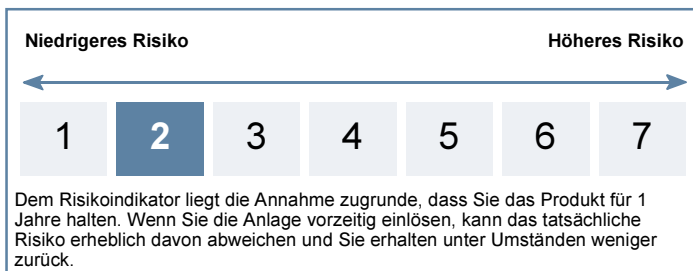 Niedrigeres Risiko Höheres Risiko
1 2 3 4 5 6 7
Dem Risikoindikator liegt die Annahme zugrunde, dass Sie das Produkt für 1
Jahre halten. Wenn Sie die Anlage vorzeitig einlösen, kann das tatsächliche
Risiko erheblich davon abweichen und Sie erhalten unter Umständen weniger
zurück.